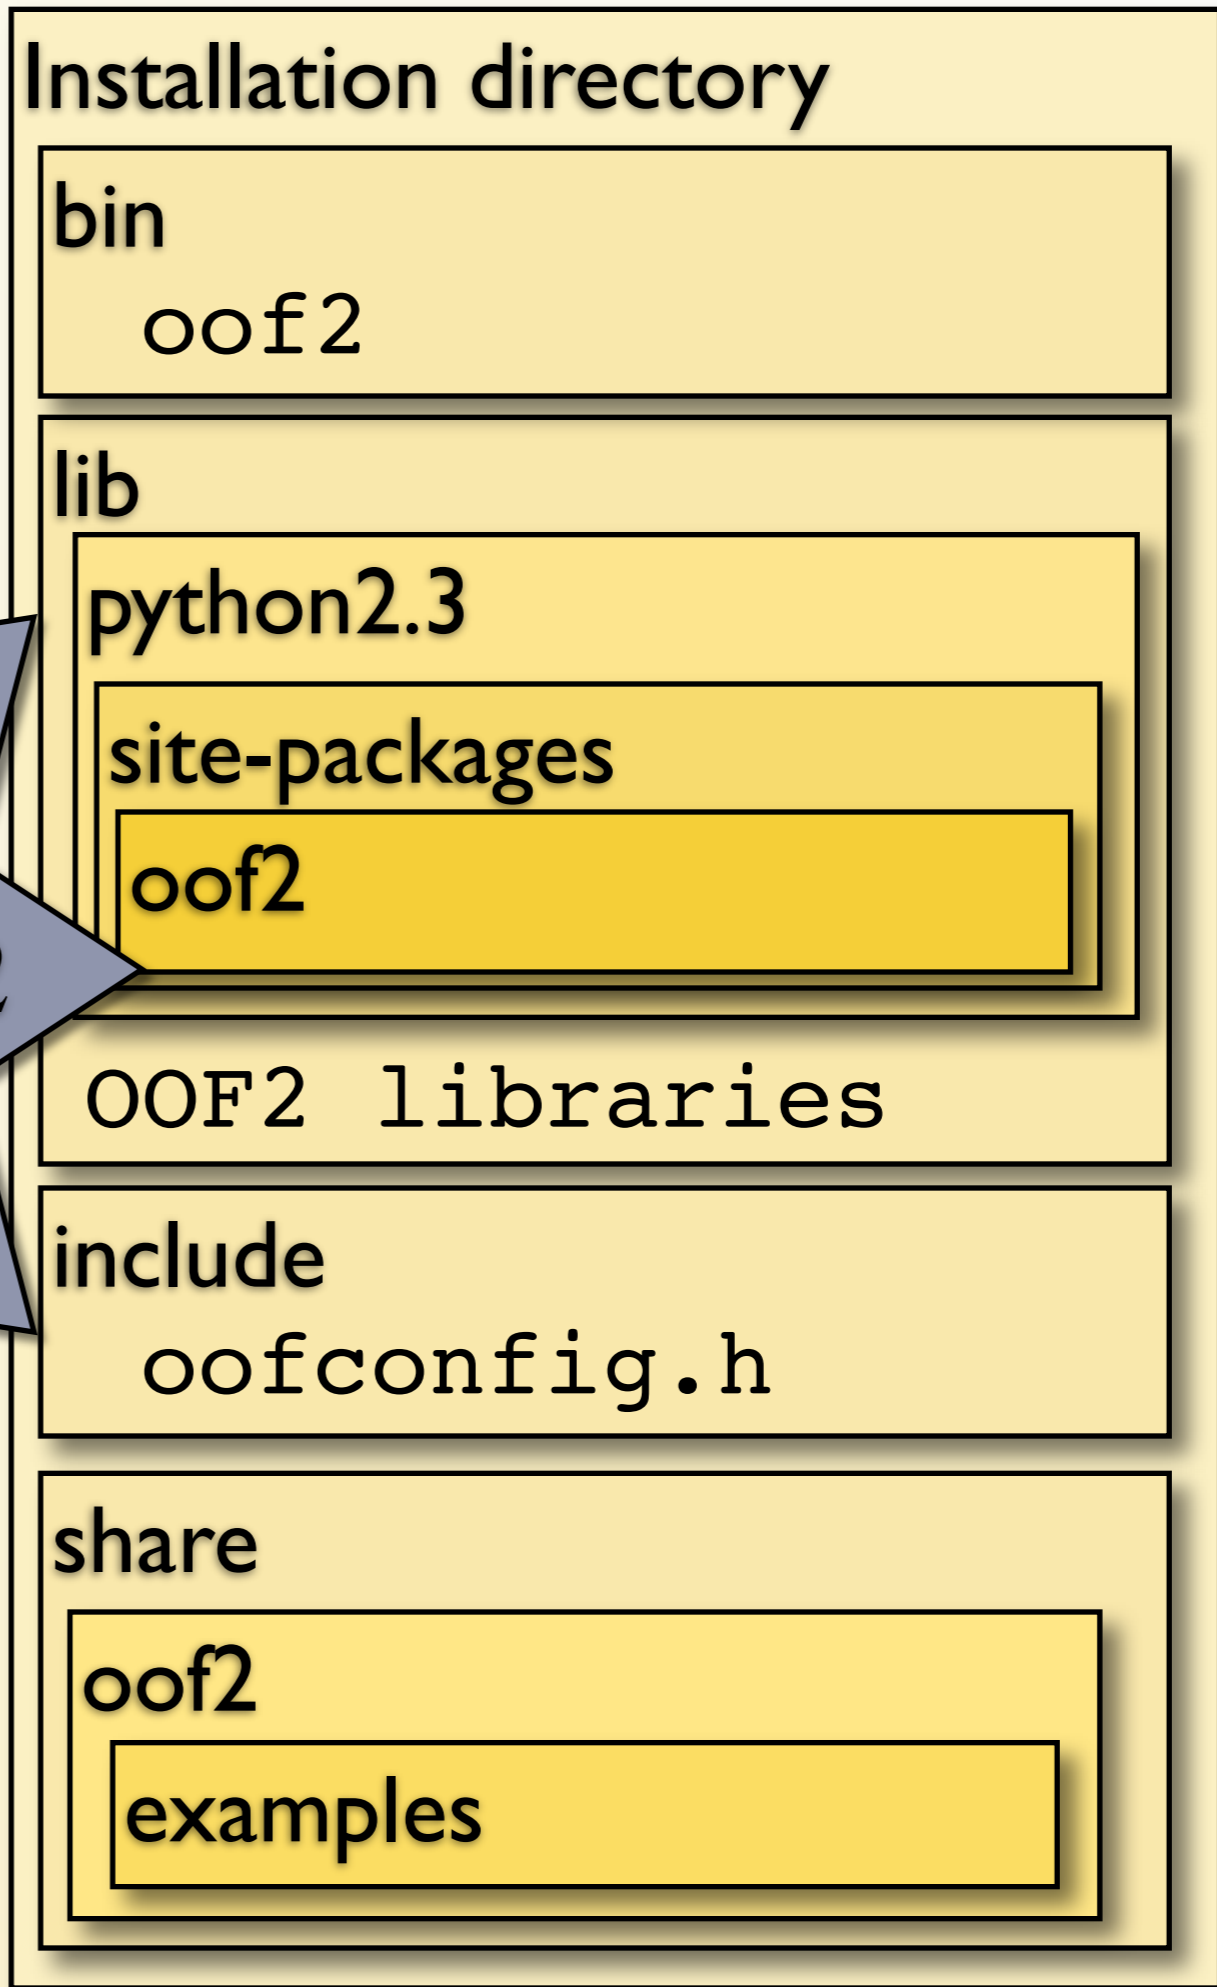 Installation directory
bin
oof2
lib
python2.3
site-packages
oof2
OOF2 libraries
include
oofconfig.h
share
oof2
examples